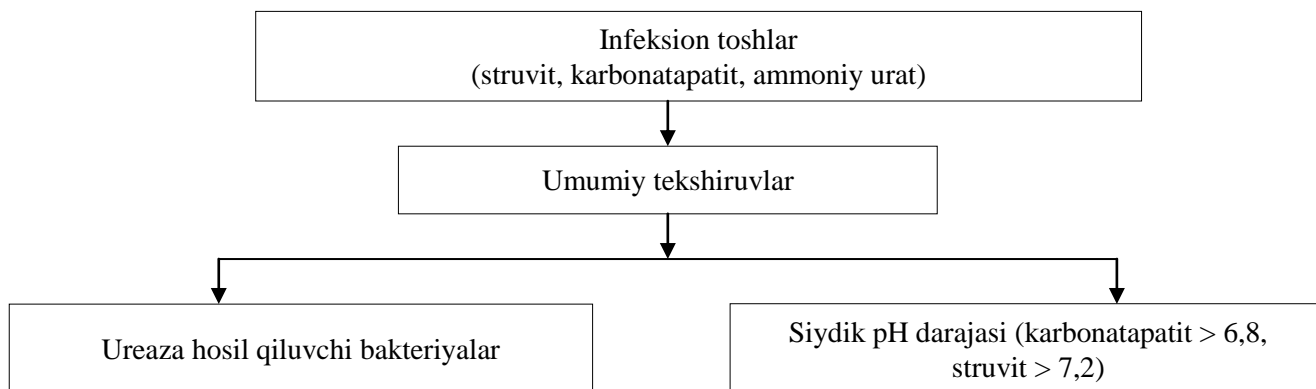 Infeksion toshlar
(struvit, karbonatapatit, ammoniy urat)
Umumiy tekshiruvlar
Ureaza hosil qiluvchi bakteriyalar
Siydik pH darajasi (karbonatapatit > 6,8,
struvit > 7,2)